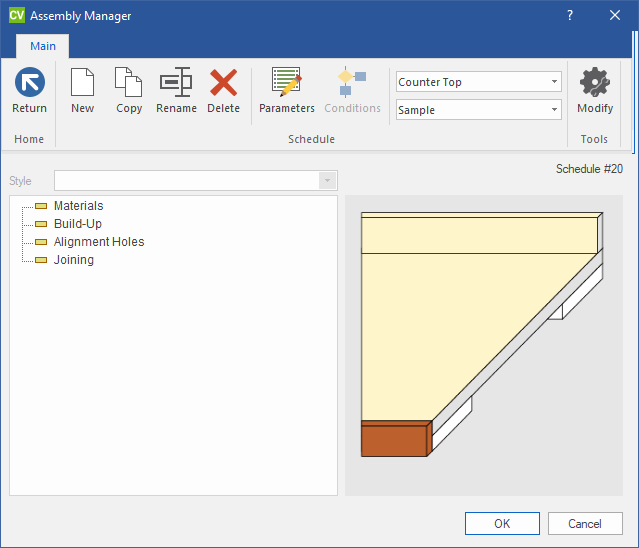 CV Assembly Manager ?
Main
Return New Copy Rename Delete Parameters Conditions Counter Top Sample Modify
Home Schedule Tools
Schedule #20
Style
Materials
Build-Up
Alignment Holes
Joining
OK Cancel